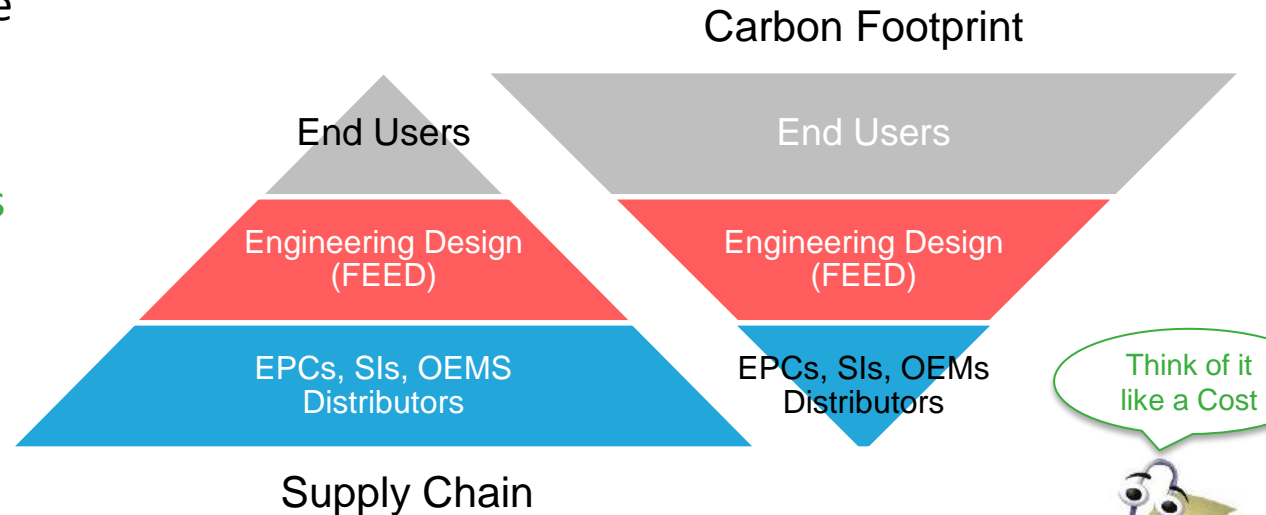 e
Carbon Footprint
End Users
End Users
s
Engineering Design
(FEED)
Engineering Design
(FEED)
EPCs, SIs, OEMS
Distributors
EPCs, SIs, OEMs
Distributors
Think of it
like a Cost
Supply Chain